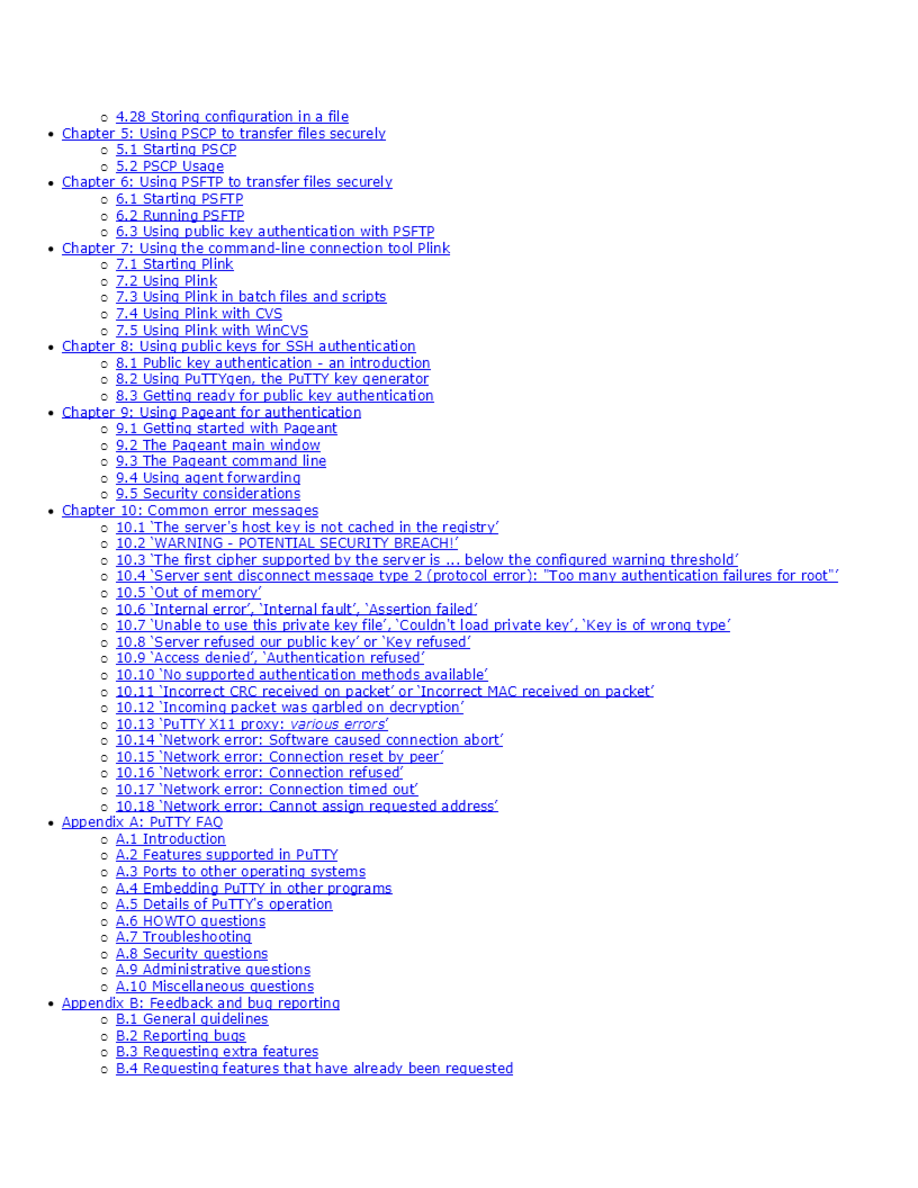 o 4.28 Storing configuration in a file
• Chapter 5: Using PSCP to transfer files securely
o 5.1 Starting PSCP
o 5.2 PSCP Usage
• Chapter 6: Using PSFTP to transfer files securely
o 6.1 Starting PSFTP
o 6.2 Running PSFTP
o 6.3 Using public key authentication with PSFTP
• Chapter 7: Using the command-line connection tool Plink
o 7.1 Starting Plink
o 7.2 Using Plink
o 7.3 Using Plink in batch files and scripts
o 7.4 Using Plink with CVS
o 7.5 Using Plink with WinCVS
• Chapter 8: Using public keys for SSH authentication
o 8.1 Public key authentication - an introduction
o 8.2 Using PuTTYgen, the PuTTY key generator
o 8.3 Getting ready for public key authentication
• Chapter 9: Using Pageant for authentication
o 9.1 Getting started with Pageant
o 9.2 The Pageant main window
o 9.3 The Pageant command line
o 9.4 Using agent forwarding
o 9.5 Security considerations
• Chapter 10: Common error messages
o 10.1 ‘The server's host key is not cached in the registry’
o 10.2 ‘WARNING - POTENTIAL SECURITY BREACH!’
o 10.3 ‘The first cipher supported by the server is ... below the configured warning threshold’
o 10.4 ‘Server sent disconnect message type 2 (protocol error): "Too many authentication failures for root"’
o 10.5 ‘Out of memory’
o 10.6 ‘Internal error’, ‘Internal fault’, ‘Assertion failed’
o 10.7 ‘Unable to use this private key file’, ‘Couldn't load private key’, ‘Key is of wrong type’
o 10.8 ‘Server refused our public key’ or ‘Key refused’
o 10.9 ‘Access denied’, ‘Authentication refused’
o 10.10 ‘No supported authentication methods available’
o 10.11 ‘Incorrect CRC received on packet’ or ‘Incorrect MAC received on packet’
o 10.12 ‘Incoming packet was garbled on decryption’
o 10.13 ‘PuTTY X11 proxy: various errors’
o 10.14 ‘Network error: Software caused connection abort’
o 10.15 ‘Network error: Connection reset by peer’
o 10.16 ‘Network error: Connection refused’
o 10.17 ‘Network error: Connection timed out’
o 10.18 ‘Network error: Cannot assign requested address’
• Appendix A: PuTTY FAQ
o A.1 Introduction
o A.2 Features supported in PuTTY
o A.3 Ports to other operating systems
o A.4 Embedding PuTTY in other programs
o A.5 Details of PuTTY's operation
o A.6 HOWTO questions
o A.7 Troubleshooting
o A.8 Security questions
o A.9 Administrative questions
o A.10 Miscellaneous questions
• Appendix B: Feedback and bug reporting
o B.1 General guidelines
o B.2 Reporting bugs
o B.3 Requesting extra features
o B.4 Requesting features that have already been requested